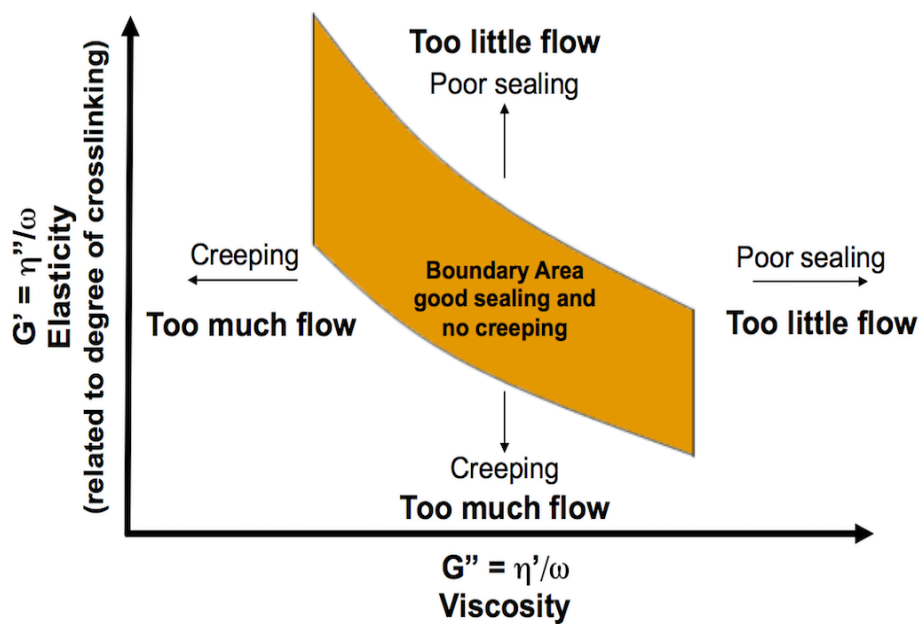 Too little flow
Poor sealing
G' = η"/ω
Elasticity
(related to degree of crosslinking)
Creeping
Too much flow
Boundary Area
good sealing and
no creeping
Poor sealing
Too little flow
Creeping
Too much flow
G” = η’/ω
Viscosity